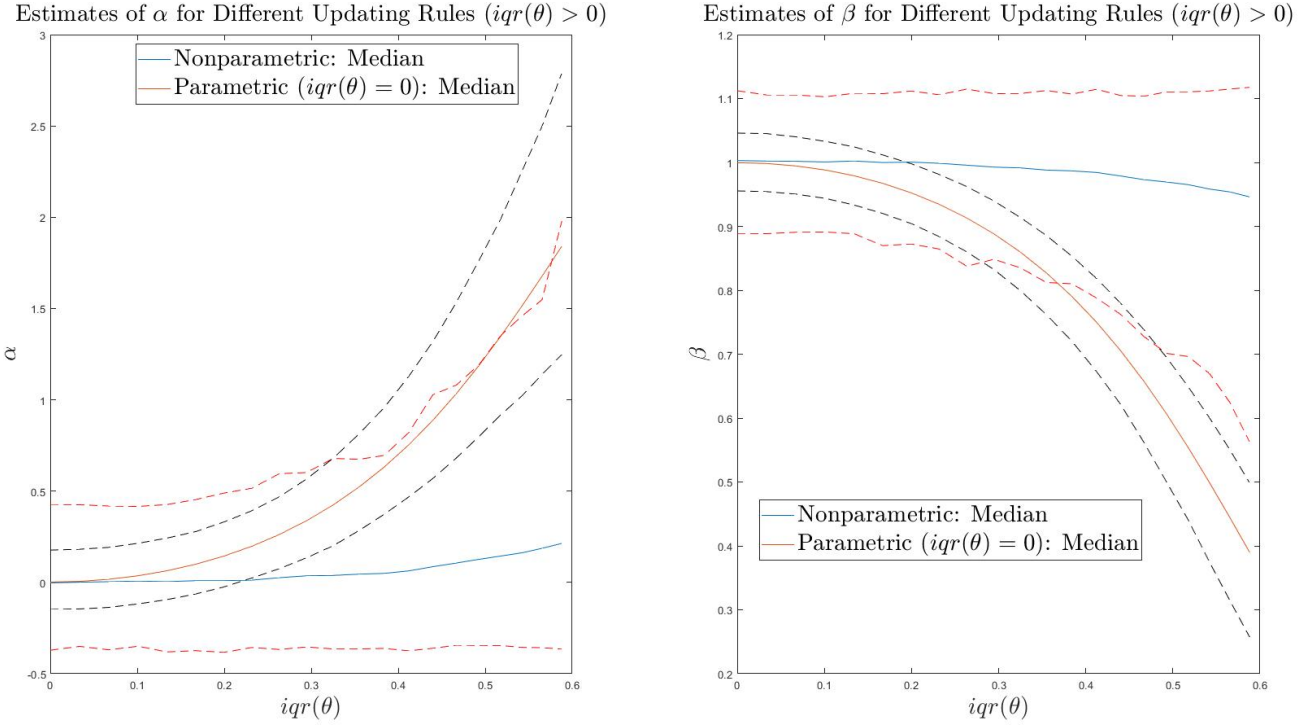 Estimates of α for Different Updating Rules (iqr(θ) > 0)
3
2.5
2
1.5
1
0.5
0
-0.5
α
Nonparametric: Median
Parametric (iqr(θ) = 0): Median
0 0.1 0.2 0.3 0.4 0.5 0.6
iqr(θ)
Estimates of β for Different Updating Rules (iqr(θ) > 0)
1.2
1.1
1
0.9
0.8
0.7
0.6
0.5
0.4
0.3
0.2
β
Nonparametric: Median
Parametric (iqr(θ) = 0): Median
0 0.1 0.2 0.3 0.4 0.5 0.6
iqr(θ)